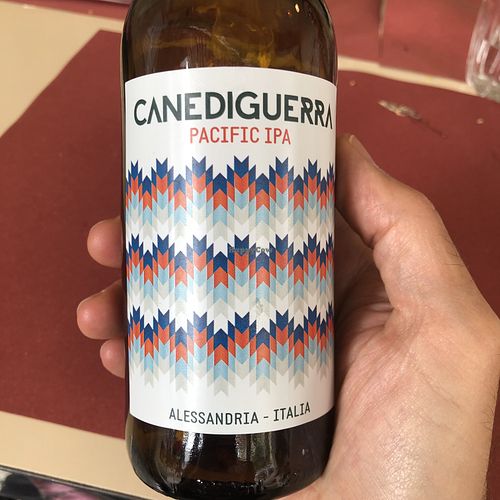 CANEDIGUERRA
PACIFIC IPA
ALESSANDRIA - ITALIA